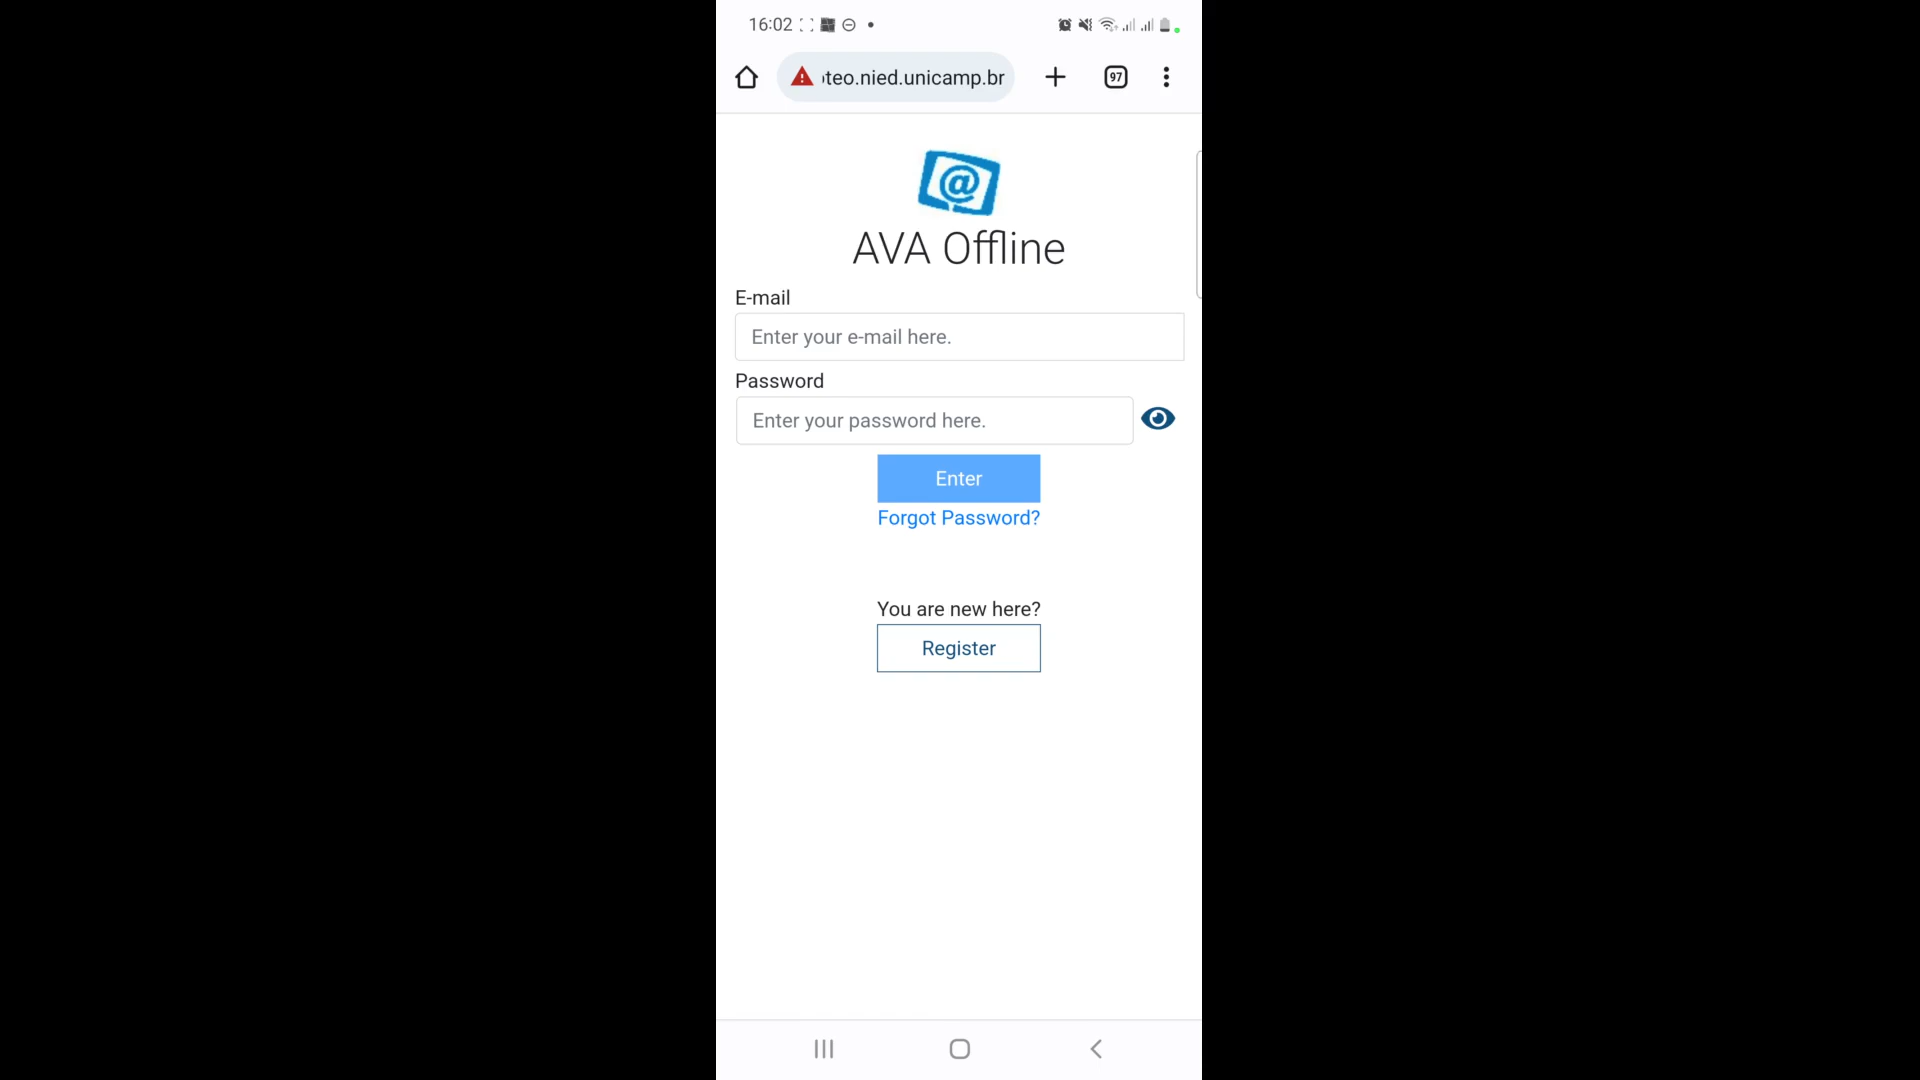 16:02
teo.nied.unicamp.br
97
@
AVA Offline
E-mail
Enter your e-mail here.
Password
Enter your password here.
Enter
Forgot Password?
You are new here?
Register